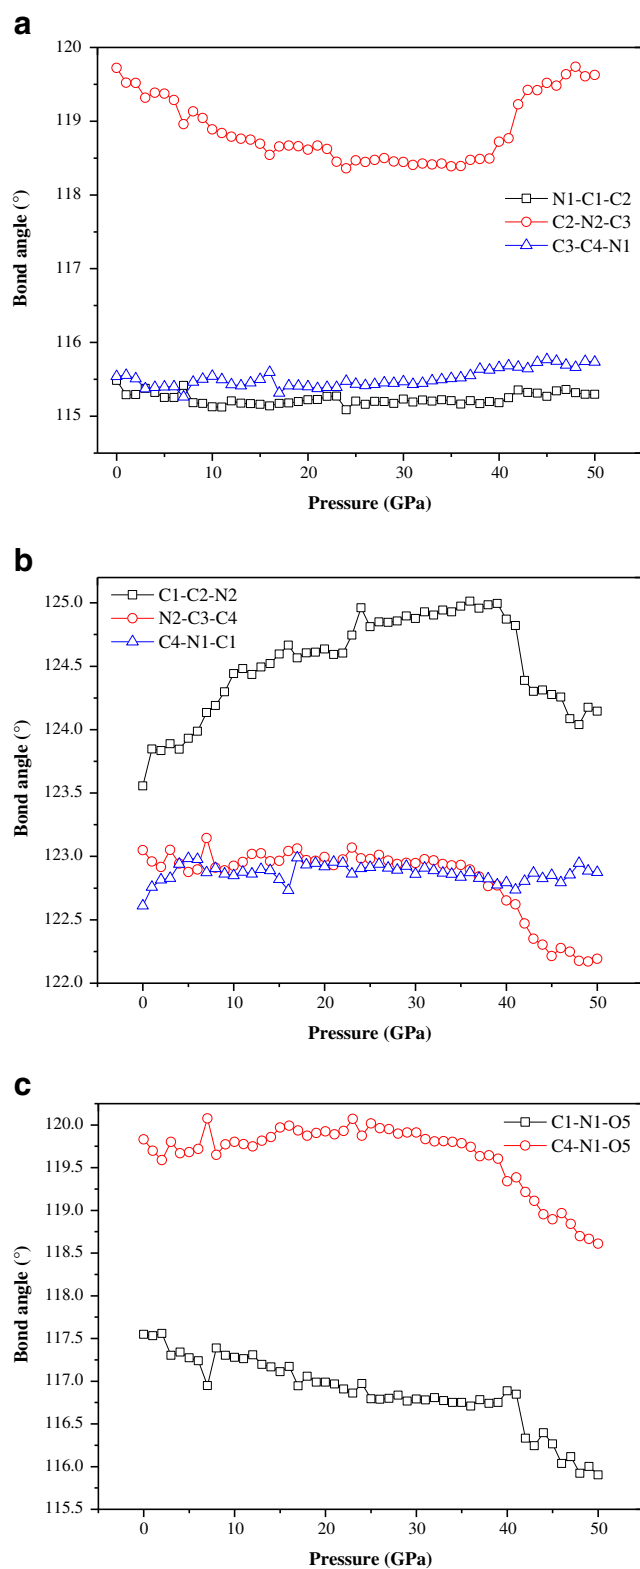 a
120
119
118
117
116
115
Bond angle (°)
N1-C1-C2
C2-N2-C3
C3-C4-N1
0
10
20
30
40
50
Pressure (GPa)
b
125.0
124.5
124.0
123.5
123.0
122.5
122.0
Bond angle (°)
C1-C2-N2
N2-C3-C4
C4-N1-C1
0
10
20
30
40
50
Pressure (GPa)
c
120.0
119.5
119.0
118.5
118.0
117.5
117.0
116.5
116.0
115.5
Bond angle (°)
C1-N1-O5
C4-N1-O5
0
10
20
30
40
50
Pressure (GPa)